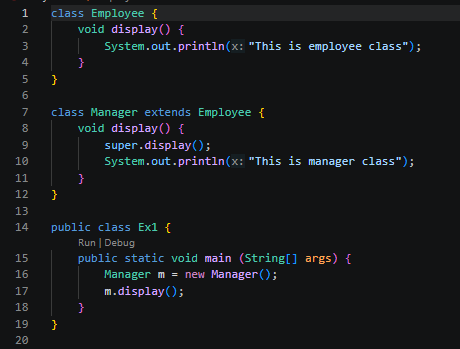 1 class Employee {
2 void display() {
3 System.out.println(x:"This is employee class");
4 }
5 }
6
7 class Manager extends Employee {
8 void display() {
9 super.display();
10 System.out.println(x:"This is manager class");
11 }
12 }
13
14 public class Ex1 {
Run | Debug
15 public static void main (String[] args) {
16 Manager m = new Manager();
17 m.display();
18 }
19 }
20